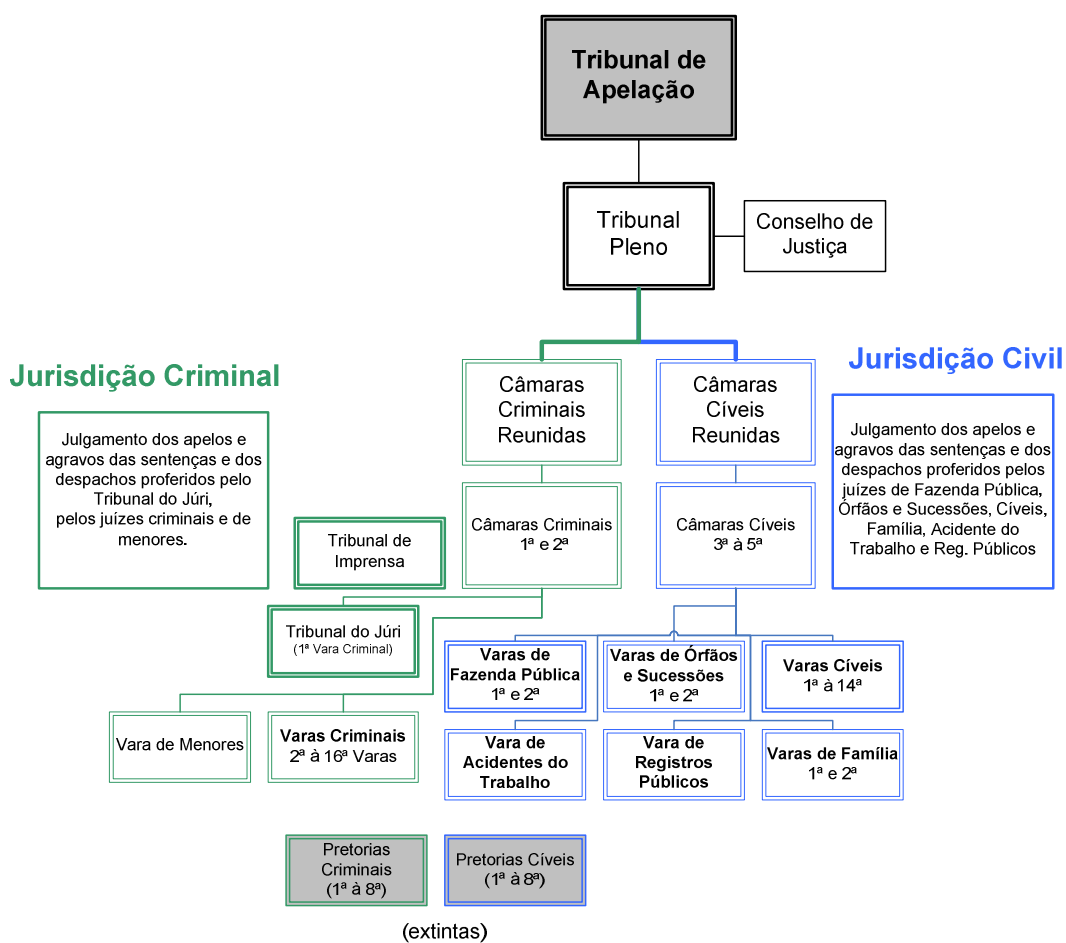 Tribunal de
Apelação
Tribunal
Pleno
Conselho de
Justiça
Jurisdição Criminal
Julgamento dos apelos e
agravos das sentenças e dos
despachos proferidos pelo
Tribunal do Júri,
pelos juízes criminais e de
menores.
Câmaras
Criminais
Reunidas
Câmaras
Cíveis
Reunidas
Jurisdição Civil
Julgamento dos apelos e
agravos das sentenças e dos
despachos proferidos pelos
juízes de Fazenda Pública,
Órfãos e Sucessões, Cíveis,
Família, Acidente do
Trabalho e Reg. Públicos
Câmaras Criminais
1ª e 2ª
Câmaras Cíveis
3ª à 5ª
Tribunal de
Imprensa
Tribunal do Júri
(1ª Vara Criminal)
Varas de
Fazenda Pública
1ª e 2ª
Varas de Órfãos
e Sucessões
1ª e 2ª
Varas Cíveis
1ª à 14ª
Vara de Menores
Varas Criminais
2ª à 16ª Varas
Vara de
Acidentes do
Trabalho
Vara de
Registros
Públicos
Varas de Família
1ª e 2ª
Pretorias
Criminais
(1ª à 8ª)
Pretorias Cíveis
(1ª à 8ª)
(extintas)